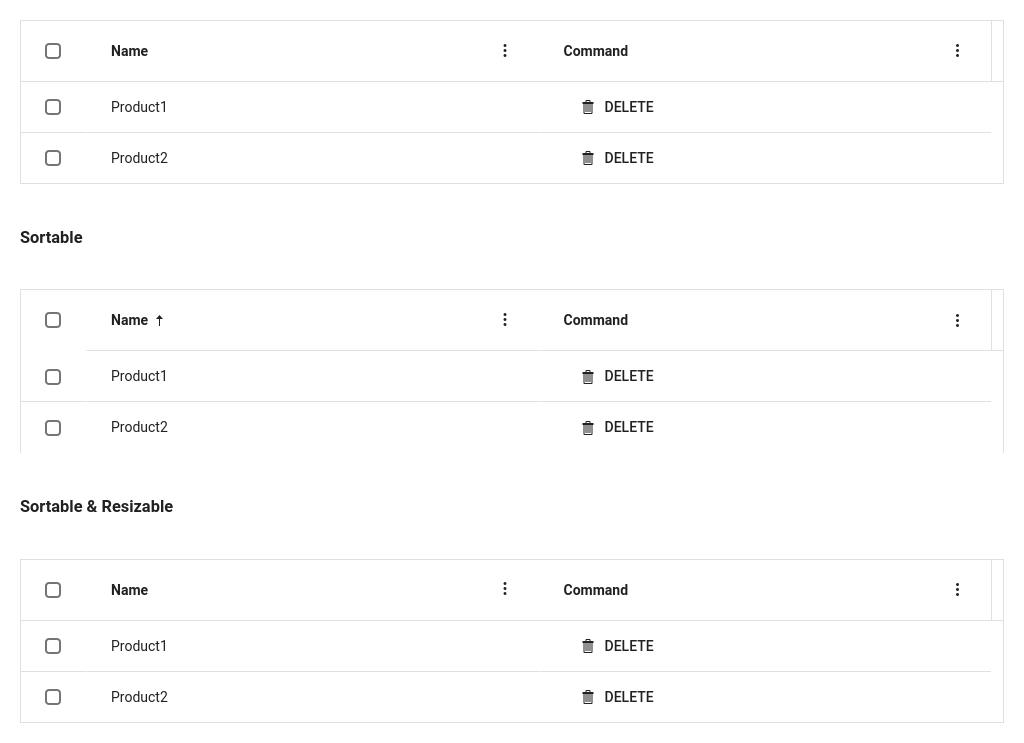 Name Command
Product1 DELETE
Product2 DELETE
Sortable
Name Command
Product1 DELETE
Product2 DELETE
Sortable & Resizable
Name Command
Product1 DELETE
Product2 DELETE